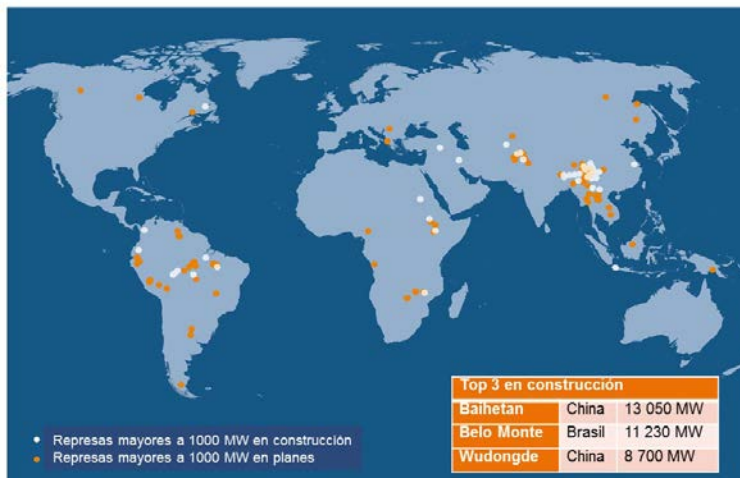 Top 3 en construcción
Baihetan China 13 050 MW
Belo Monte Brasil 11 230 MW
Wudongde China 8 700 MW
Represas mayores a 1000 MW en construcción
Represas mayores a 1000 MW en planes